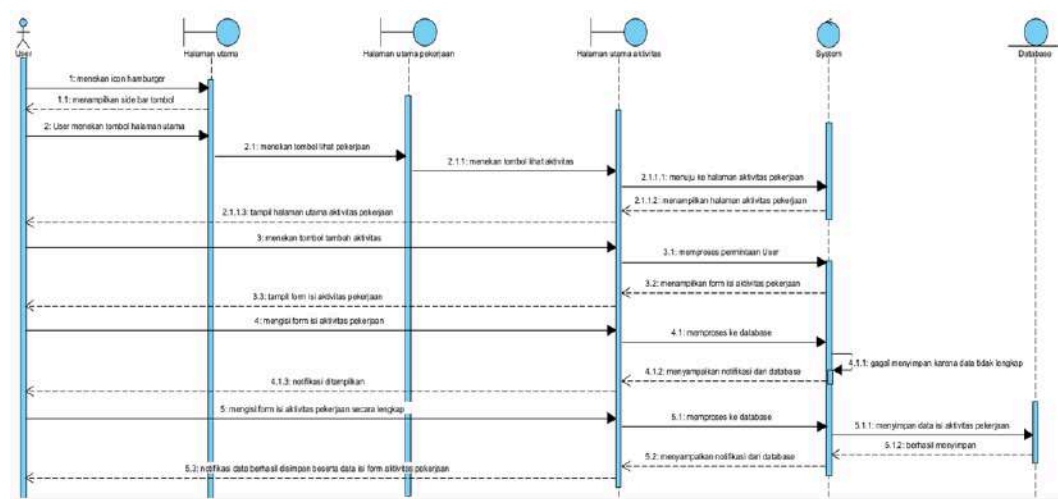 User
Halaman utama
Halaman utama pekerjaan
Halaman utama aktivitas
System
Database
1: menekan icon hamburger
1.1: menampilkan side bar tombol
2: User menekan tombol halaman utama
2.1: menekan tombol lihat pekerjaan
2.1.1: menekan tombol lihat aktivitas
2.1.1.1: menuju ke halaman aktivitas pekerjaan
2.1.1.2: menampilkan halaman aktivitas pekerjaan
2.1.1.3: tampil halaman utama aktivitas pekerjaan
3: menekan tombol tambah aktivitas
3.1: memproses permintaan User
3.2: menampilkan form isi aktivitas pekerjaan
3.3: tampil form isi aktivitas pekerjaan
4: mengisi form isi aktivitas pekerjaan
4.1: memproses ke database
4.1.1: gagal menyimpan karena data tidak lengkap
4.1.2: menyampaikan notifikasi dari database
4.1.3: notifikasi ditampilkan
5: mengisi form isi aktivitas pekerjaan secara lengkap
5.1: memproses ke database
5.1.1: menyimpan data isi aktivitas pekerjaan
5.1.2: berhasil menyimpan
5.2: menyampaikan notifikasi dari database
5.3: notifikasi data berhasil disimpan beserta data isi form aktivitas pekerjaan